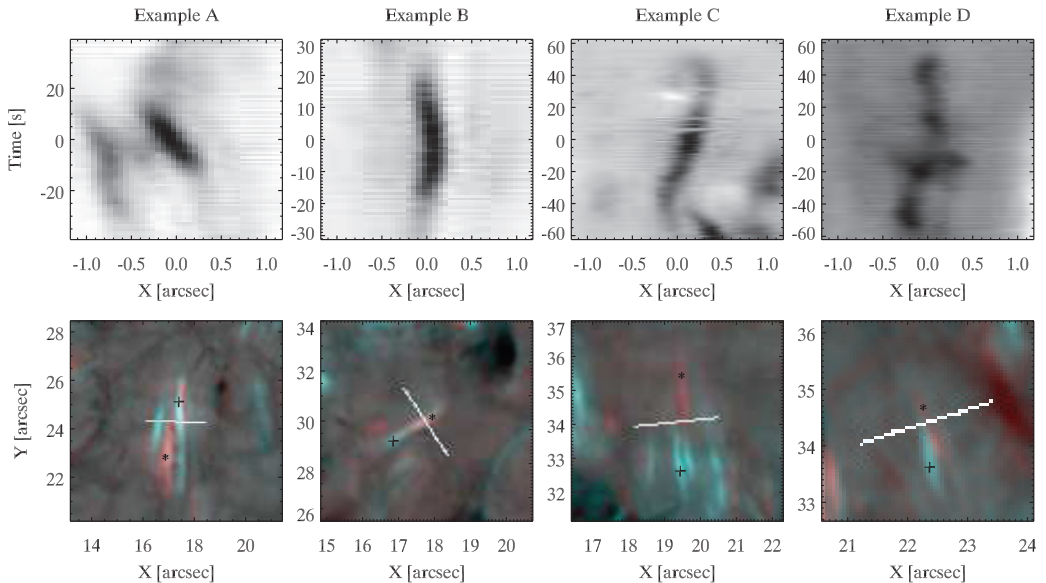 Example A Example B Example C Example D
Time [s]
20
0
-20
-1.0 -0.5 0.0 0.5 1.0
X [arcsec]
30
20
10
0
-10
-20
-30
-1.0 -0.5 0.0 0.5 1.0
X [arcsec]
60
40
20
0
-20
-40
-60
-1.0 -0.5 0.0 0.5 1.0
X [arcsec]
60
40
20
0
-20
-40
-60
-1.0 -0.5 0.0 0.5 1.0
X [arcsec]
Y [arcsec]
28
26
24
22
+
*
14 16 18 20
X [arcsec]
34
32
30
28
26
*
+
15 16 17 18 19 20
X [arcsec]
37
36
35
34
33
32
31
*
+
17 18 19 20 21 22
X [arcsec]
36
35
34
33
*
+
21 22 23 24
X [arcsec]